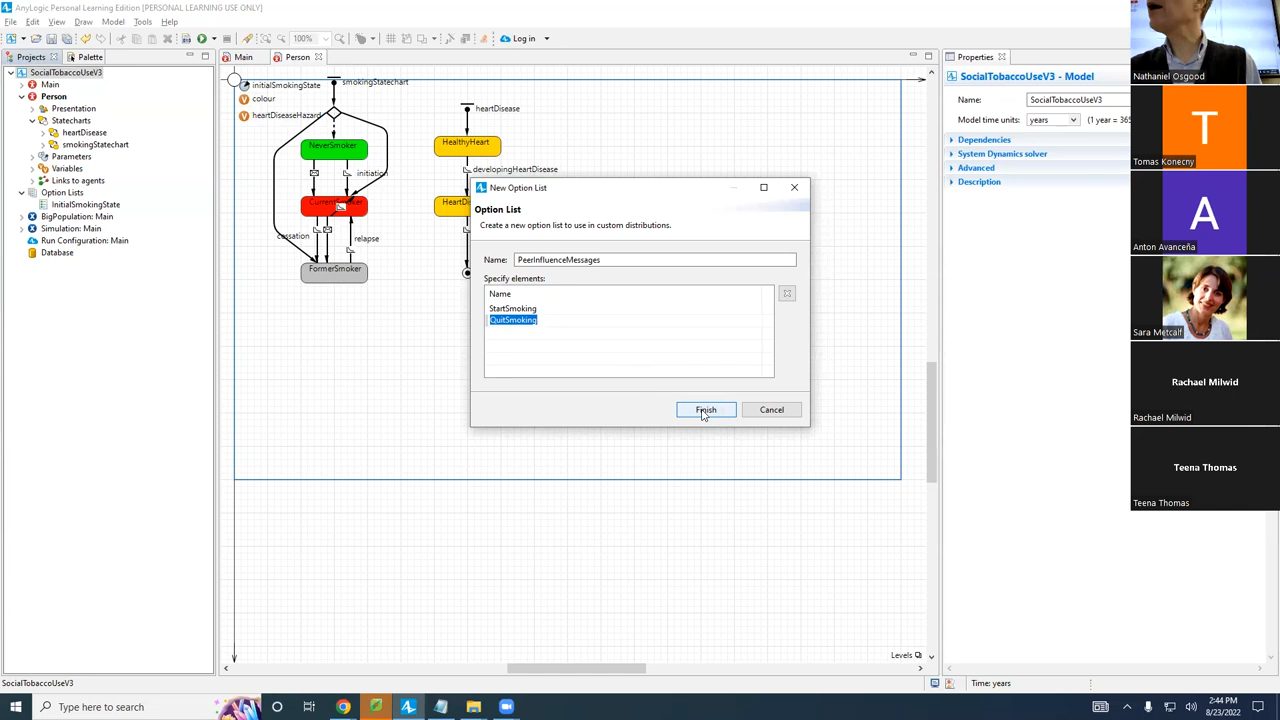 AnyLogic Personal Learning Edition [PERSONAL LEARNING USE ONLY]
File Edit View Draw Model Tools Help
100%
Log in
Projects
Palette
Main
Person
Properties
SocialTobaccoUseV3
Main
Person
Presentation
Statecharts
heartDisease
smokingStatechart
Parameters
Variables
Links to agents
Option Lists
InitialSmokingState
BigPopulation: Main
Simulation: Main
Run Configuration: Main
Database
initialSmokingState
colour
heartDiseaseHazard
smokingStatechart
NeverSmoker
initiation
cessation
relapse
FormerSmoker
heartDisease
HealthyHeart
developingHeartDisease
New Option List
Option List
Create a new option list to use in custom distributions.
Name: PeerInfluenceMessages
Specify elements:
Name
StartSmoking
QuitSmoking
Finish
Cancel
Levels
SocialTobaccoUseV3 - Model
Name: SocialTobaccoUseV3
Model time units: years (1 year = 365
Dependencies
System Dynamics solver
Advanced
Description
Nathaniel Osgood
T
Tomas Konecny
A
Anton Avanceña
Sara Metcalf
Rachael Milwid
Rachael Milwid
Teena Thomas
Teena Thomas
SocialTobaccoUseV3
Time: years
Type here to search
2:44 PM
8/23/2022